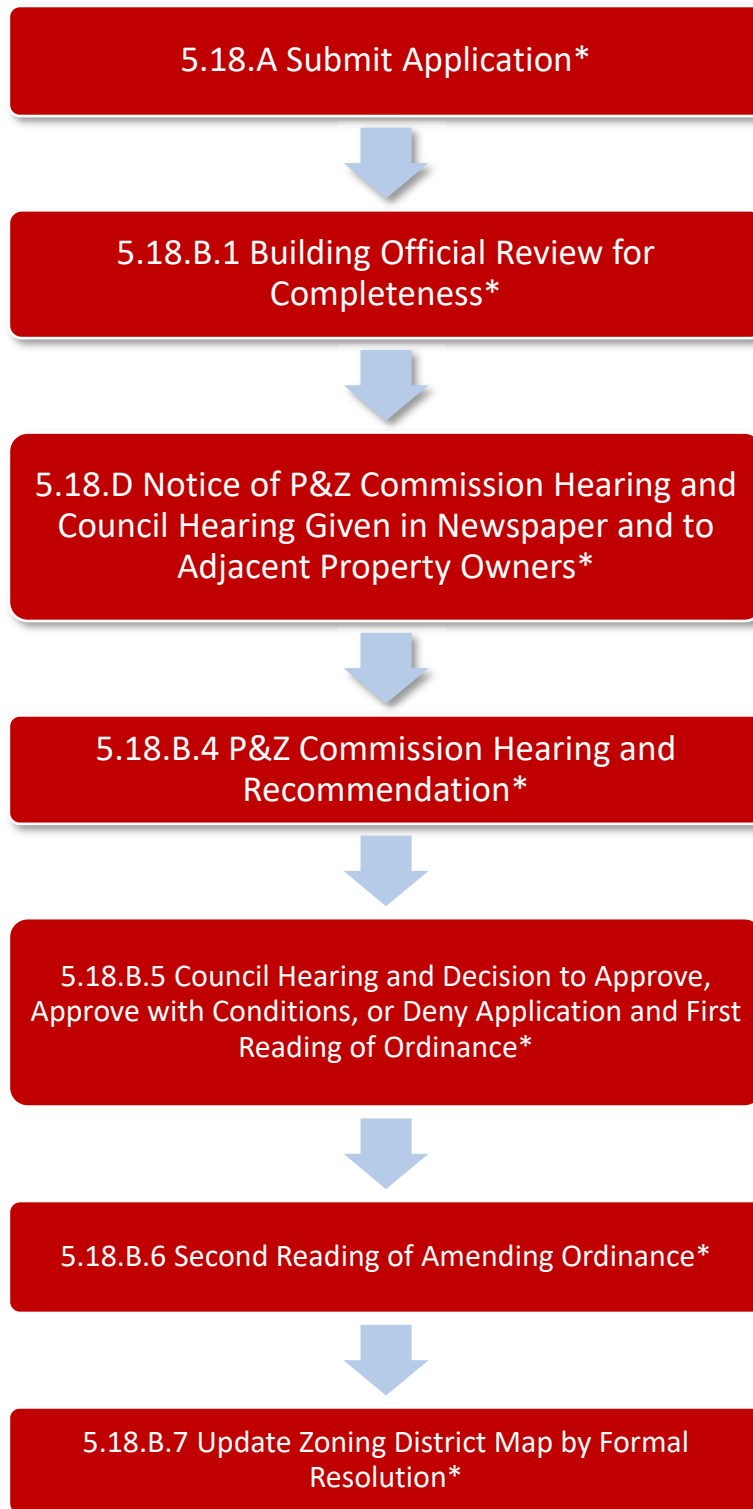 5.18.A Submit Application*
5.18.B.1 Building Official Review for
Completeness*
5.18.D Notice of P&Z Commission Hearing and
Council Hearing Given in Newspaper and to
Adjacent Property Owners*
5.18.B.4 P&Z Commission Hearing and
Recommendation*
5.18.B.5 Council Hearing and Decision to Approve,
Approve with Conditions, or Deny Application and First
Reading of Ordinance*
5.18.B.6 Second Reading of Amending Ordinance*
5.18.B.7 Update Zoning District Map by Formal
Resolution*